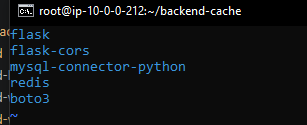 root@ip-10-0-0-212:~/backend-cache
flask
flask-cors
mysql-connector-python
redis
boto3
~